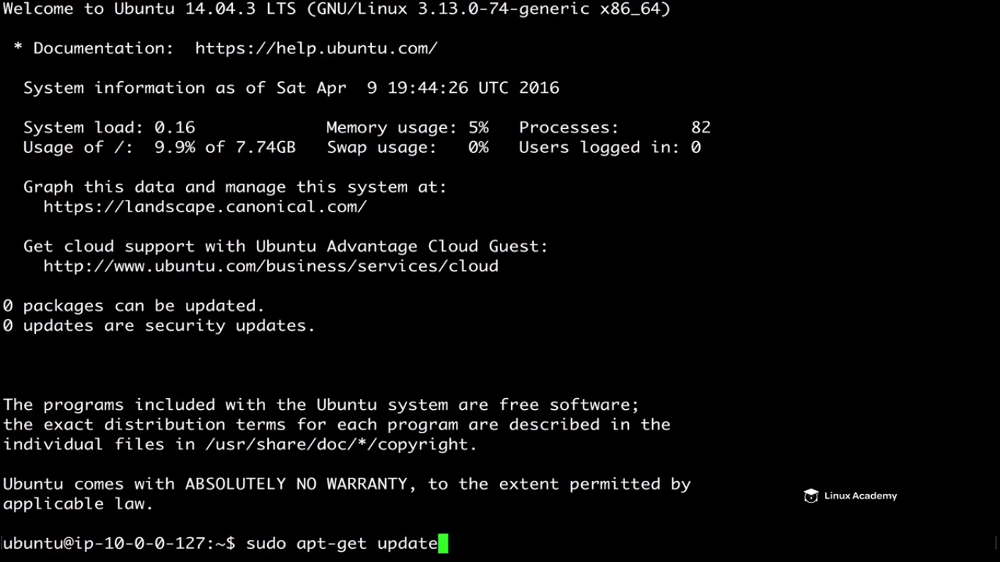 Welcome to Ubuntu 14.04.3 LTS (GNU/Linux 3.13.0-74-generic x86_64)
* Documentation:  https://help.ubuntu.com/
System information as of Sat Apr  9 19:44:26 UTC 2016
System load: 0.16   Memory usage: 5%   Processes: 82
Usage of /:  9.9% of 7.74GB   Swap usage: 0%   Users logged in: 0
Graph this data and manage this system at:
https://landscape.canonical.com/
Get cloud support with Ubuntu Advantage Cloud Guest:
http://www.ubuntu.com/business/services/cloud
0 packages can be updated.
0 updates are security updates.
The programs included with the Ubuntu system are free software;
the exact distribution terms for each program are described in the
individual files in /usr/share/doc/*/copyright.
Ubuntu comes with ABSOLUTELY NO WARRANTY, to the extent permitted by
applicable law.
Linux Academy
ubuntu@ip-10-0-0-127:~$ sudo apt-get update